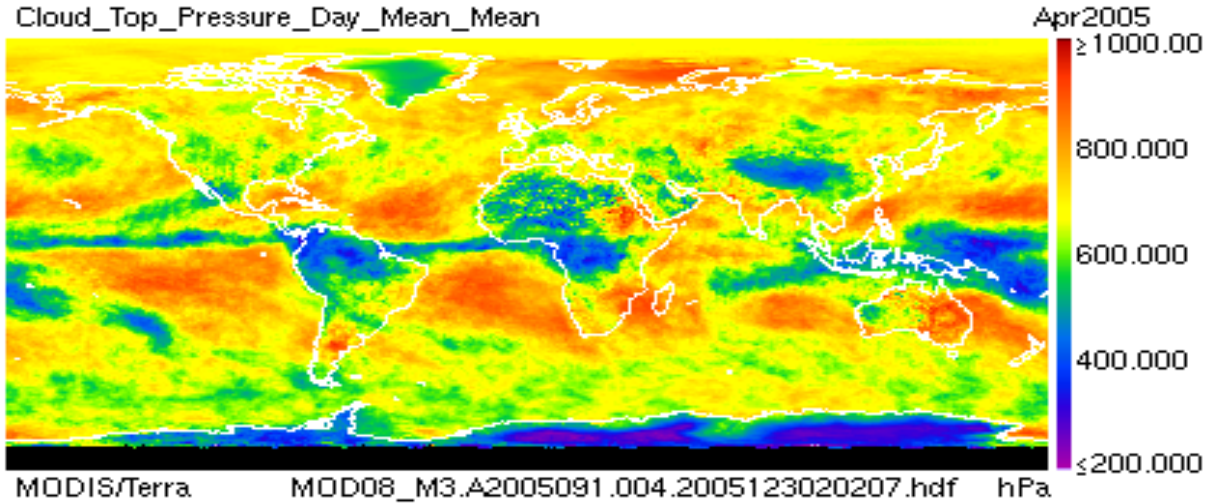 Cloud_Top_Pressure_Day_Mean_Mean Apr2005
≥1000.00
800.000
600.000
400.000
≤200.000
MODIS/Terra MOD08_M3.A2005091.004.2005123020207.hdf hPa